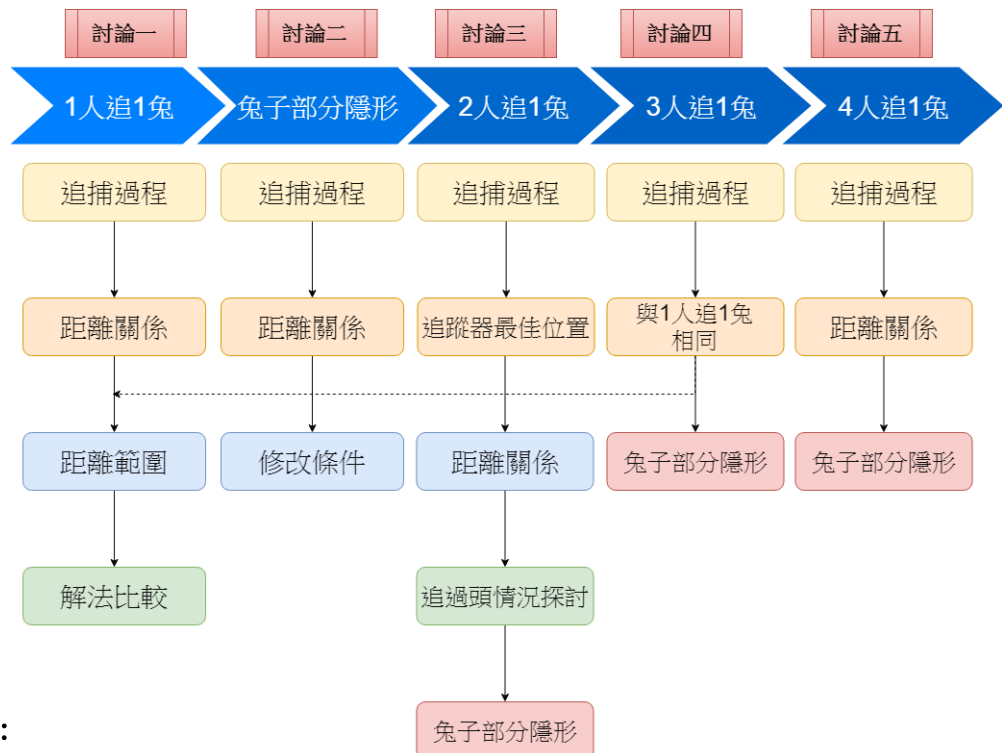 討論一
討論二
討論三
討論四
討論五
1人追1兔
兔子部分隱形
2人追1兔
3人追1兔
4人追1兔
追捕過程
追捕過程
追捕過程
追捕過程
追捕過程
距離關係
距離關係
追蹤器最佳位置
與1人追1兔
相同
距離關係
距離範圍
修改條件
距離關係
兔子部分隱形
兔子部分隱形
解法比較
追過頭情況探討
兔子部分隱形
: